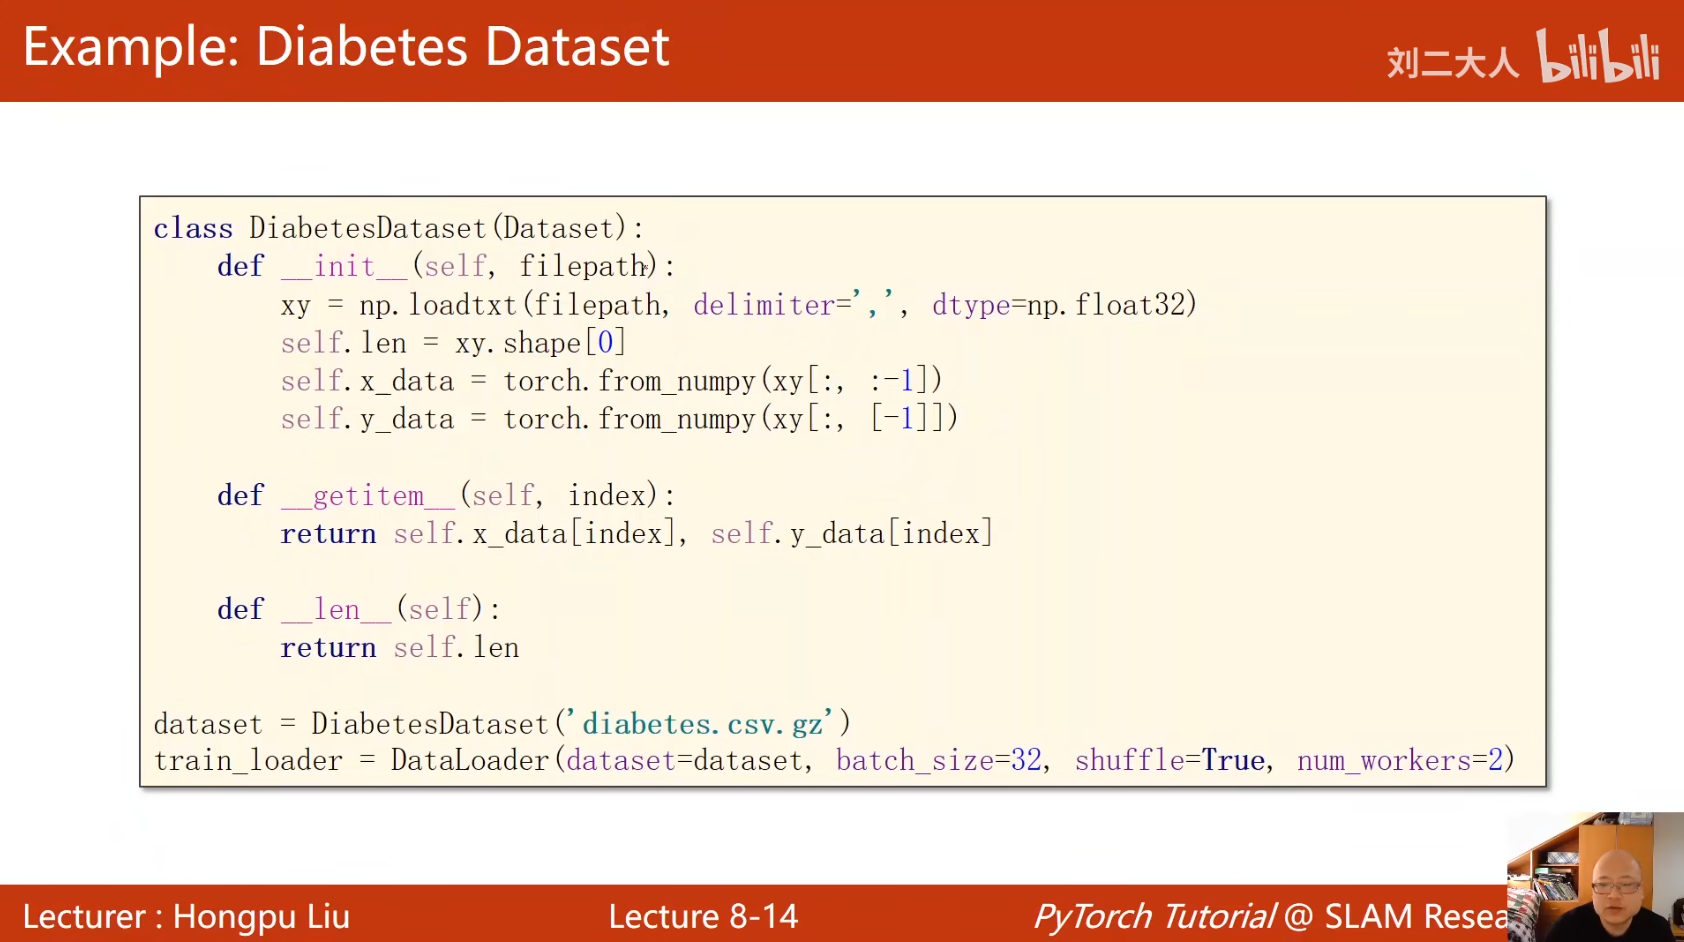 Example: Diabetes Dataset
刘二大人 bilibili
class DiabetesDataset(Dataset):
    def __init__(self, filepath):
        xy = np.loadtxt(filepath, delimiter=',', dtype=np.float32)
        self.len = xy.shape[0]
        self.x_data = torch.from_numpy(xy[:, :-1])
        self.y_data = torch.from_numpy(xy[:, [-1]])
    def __getitem__(self, index):
        return self.x_data[index], self.y_data[index]
    def __len__(self):
        return self.len
dataset = DiabetesDataset('diabetes.csv.gz')
train_loader = DataLoader(dataset=dataset, batch_size=32, shuffle=True, num_workers=2)
Lecturer : Hongpu Liu
Lecture 8-14
PyTorch Tutorial @ SLAM Resea